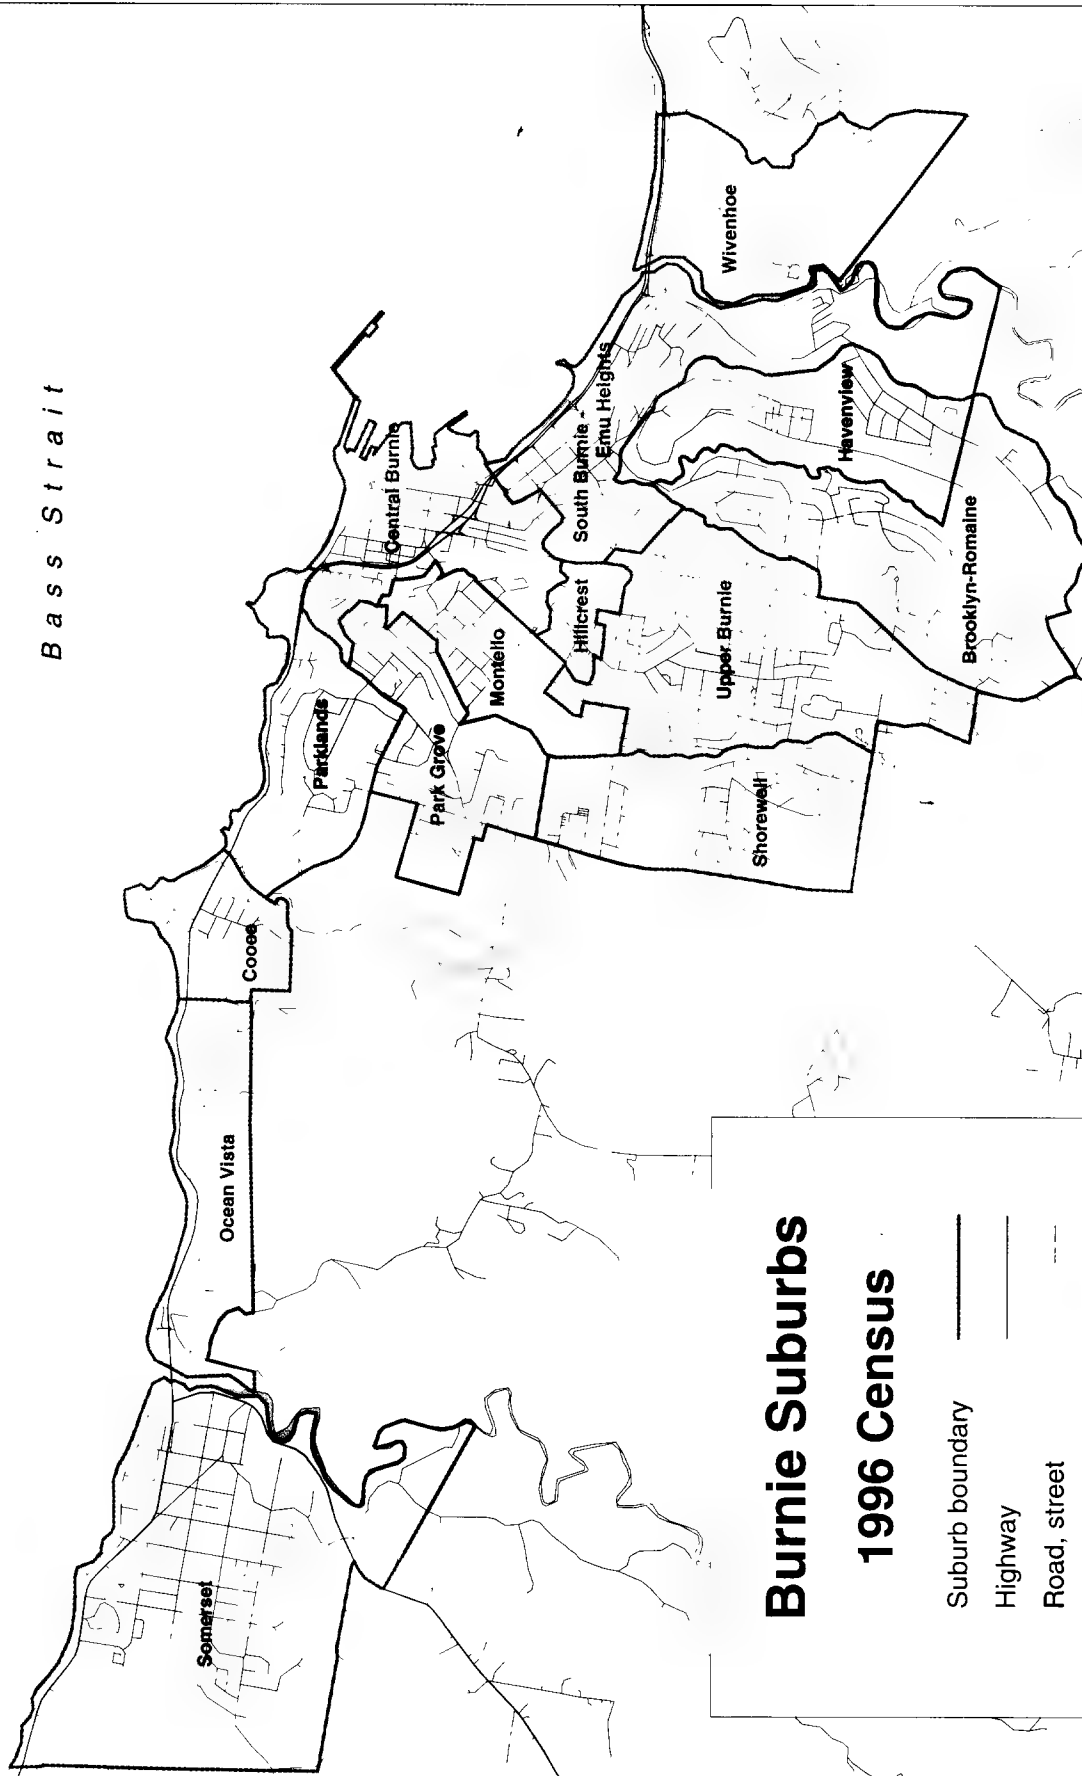 Bass Strait
Somerset
Ocean Vista
Cooee
Parklands
Park Grove
Central Burnie
Montello
Hillcrest
South Burnie -
Emu Heights
Shorewell
Upper Burnie
Wivenhoe
Havenview
Brooklyn-Romaine
Burnie Suburbs
1996 Census
Suburb boundary
Highway
Road, street